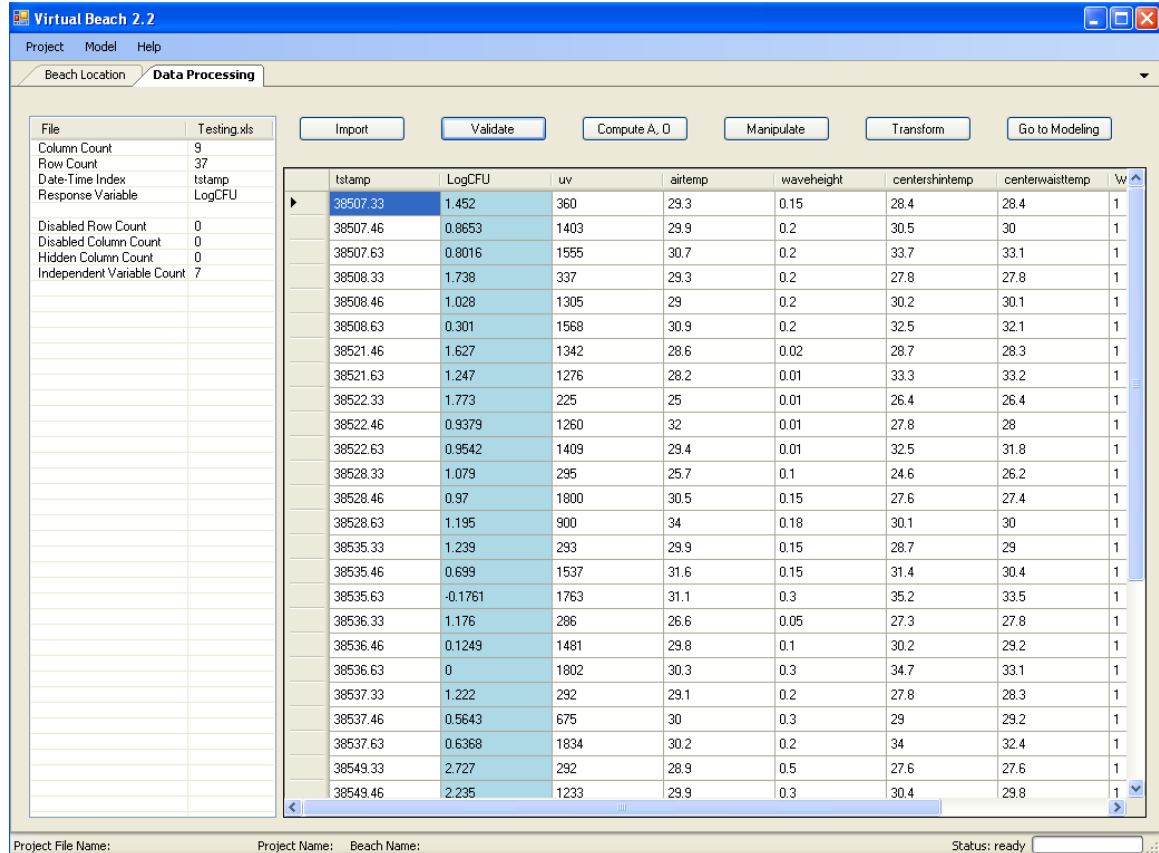 Virtual Beach 2.2
Project Model Help
Beach Location Data Processing
File Testing.xls
Column Count 9
Row Count 37
Date-Time Index tstamp
Response Variable LogCFU
Disabled Row Count 0
Disabled Column Count 0
Hidden Column Count 0
Independent Variable Count 7
Import Validate Compute A, O Manipulate Transform Go to Modeling
tstamp LogCFU uv airtemp waveheight centershintemp centerwaisttemp W
38507.33 1.452 360 29.3 0.15 28.4 28.4 1
38507.46 0.8653 1403 29.9 0.2 30.5 30 1
38507.63 0.8016 1555 30.7 0.2 33.7 33.1 1
38508.33 1.738 337 29.3 0.2 27.8 27.8 1
38508.46 1.028 1305 29 0.2 30.2 30.1 1
38508.63 0.301 1568 30.9 0.2 32.5 32.1 1
38521.46 1.627 1342 28.6 0.02 28.7 28.3 1
38521.63 1.247 1276 28.2 0.01 33.3 33.2 1
38522.33 1.773 225 25 0.01 26.4 26.4 1
38522.46 0.9379 1260 32 0.01 27.8 28 1
38522.63 0.9542 1409 29.4 0.01 32.5 31.8 1
38528.33 1.079 295 25.7 0.1 24.6 26.2 1
38528.46 0.97 1800 30.5 0.15 27.6 27.4 1
38528.63 1.195 900 34 0.18 30.1 30 1
38535.33 1.239 293 29.9 0.15 28.7 29 1
38535.46 0.699 1537 31.6 0.15 31.4 30.4 1
38535.63 -0.1761 1763 31.1 0.3 35.2 33.5 1
38536.33 1.176 286 26.6 0.05 27.3 27.8 1
38536.46 0.1249 1481 29.8 0.1 30.2 29.2 1
38536.63 0 1802 30.3 0.3 34.7 33.1 1
38537.33 1.222 292 29.1 0.2 27.8 28.3 1
38537.46 0.5643 675 30 0.3 29 29.2 1
38537.63 0.6368 1834 30.2 0.2 34 32.4 1
38549.33 2.727 292 28.9 0.5 27.6 27.6 1
38549.46 2.235 1233 29.9 0.3 30.4 29.8 1
Project File Name: Project Name: Beach Name: Status: ready